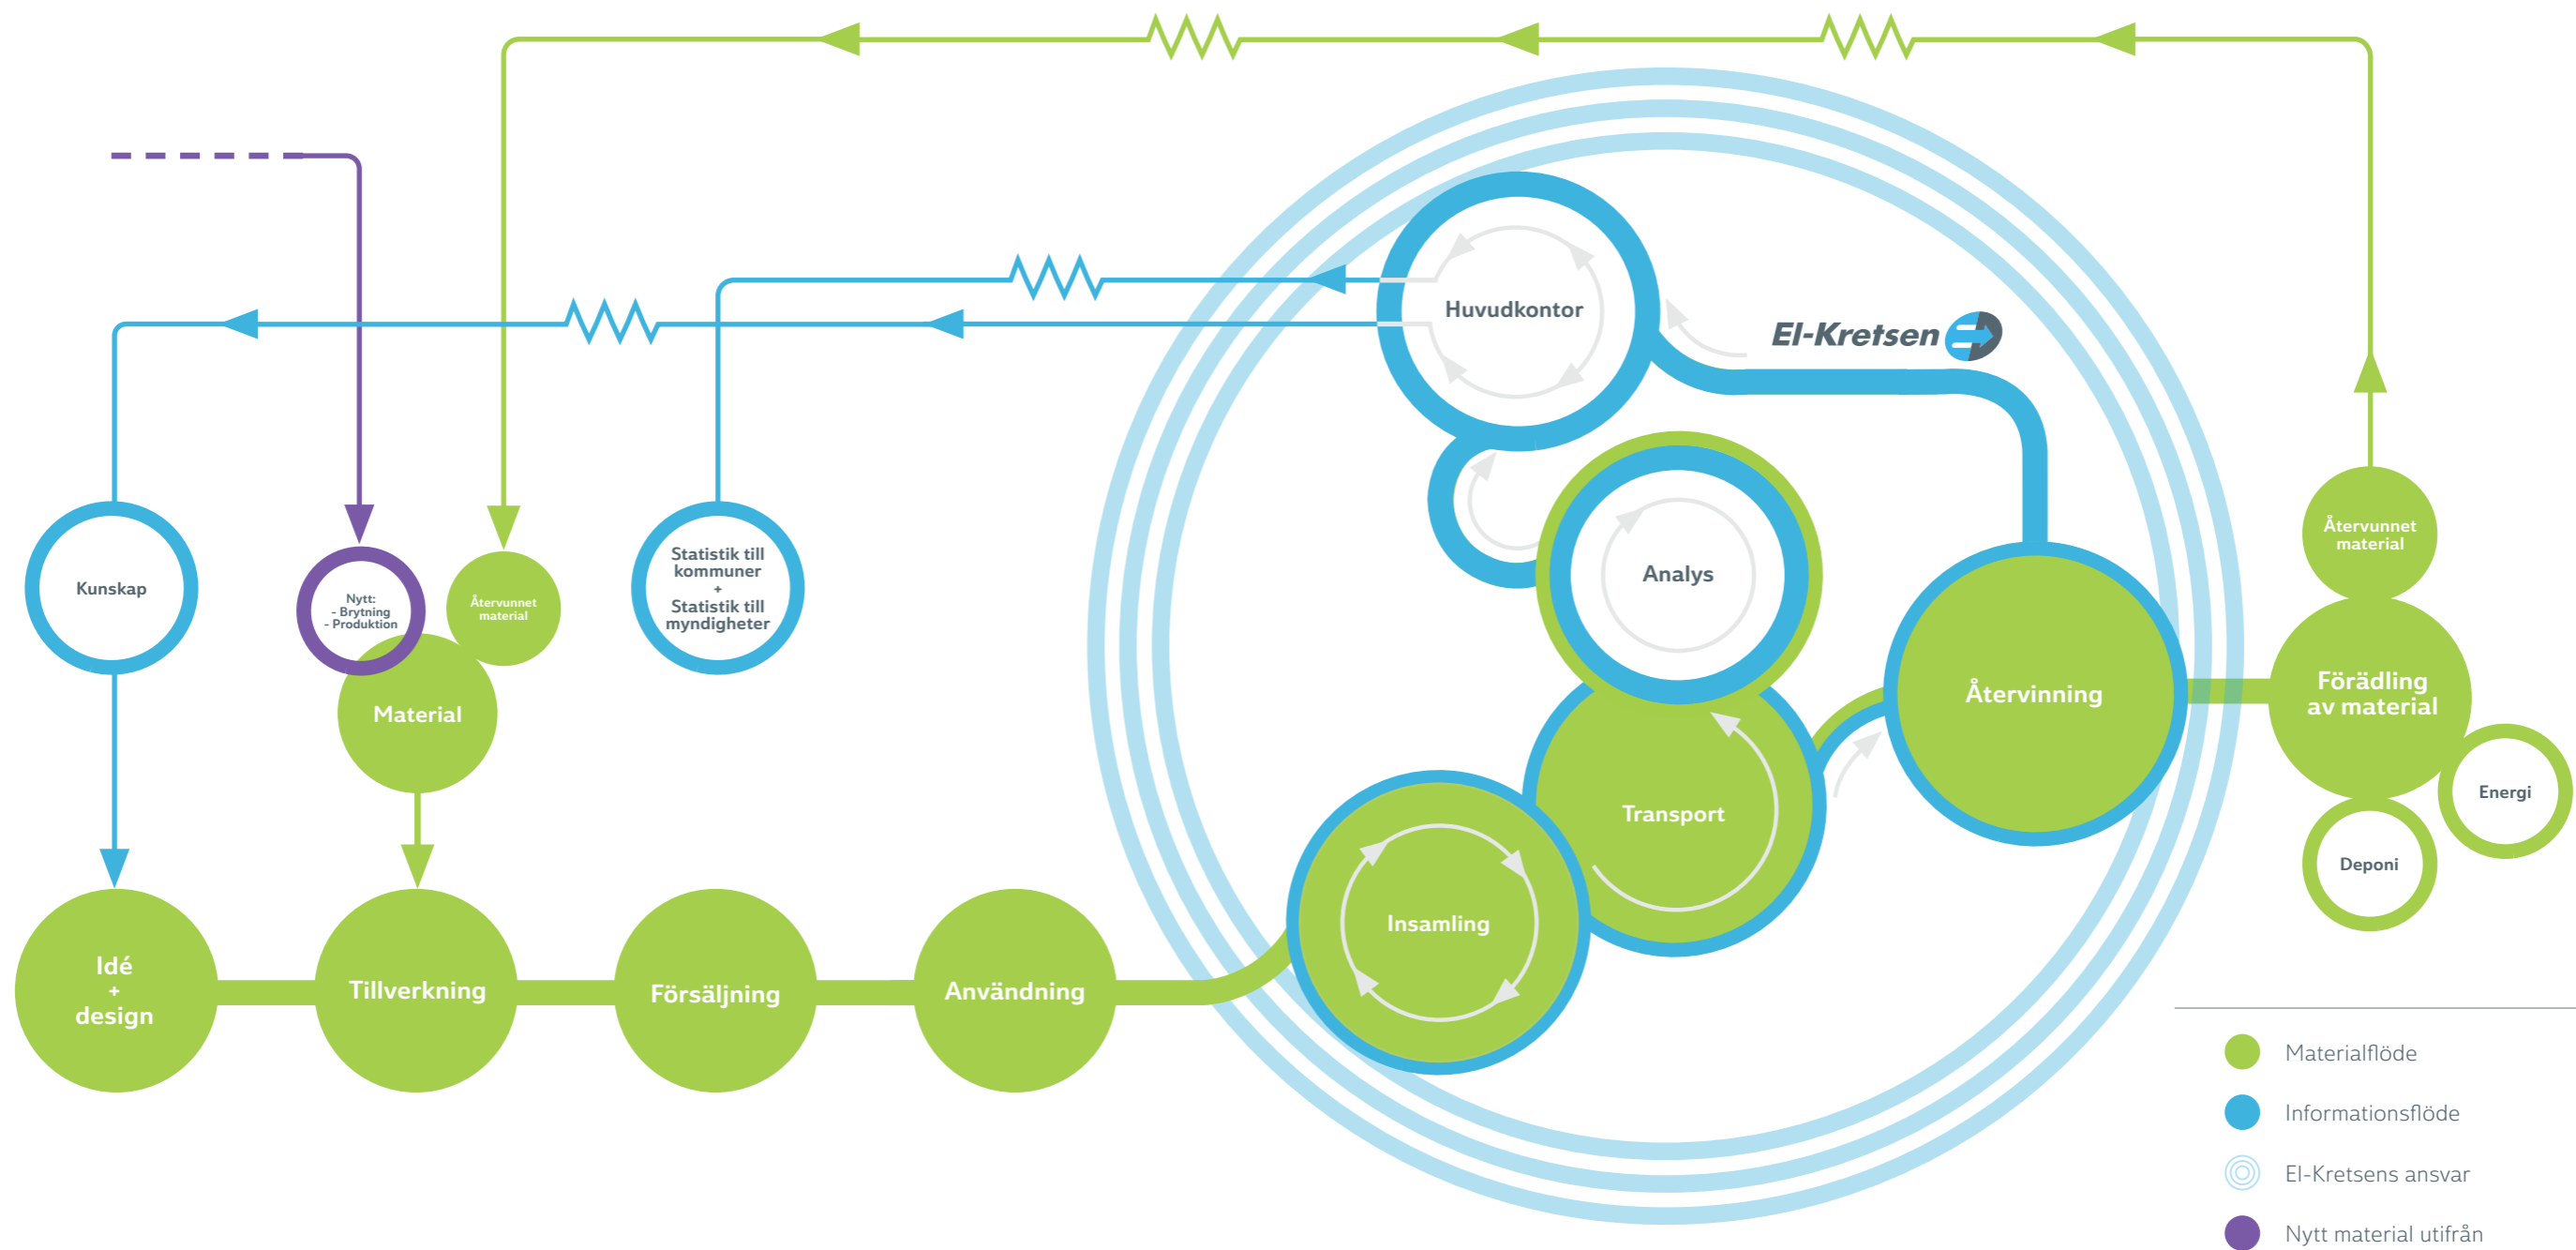 Huvudkontor
El-Kretsen
Kunskap
Nytt:
- Brytning
- Produktion
Återvunnet
material
Statistik till
kommuner
+
Statistik till
myndigheter
Analys
Återvunnet
material
Material
Återvinning
Förädling
av material
Transport
Energi
Deponi
Insamling
Idé
+
design
Tillverkning
Försäljning
Användning
Materialflöde
Informationsflöde
El-Kretsens ansvar
Nytt material utifrån